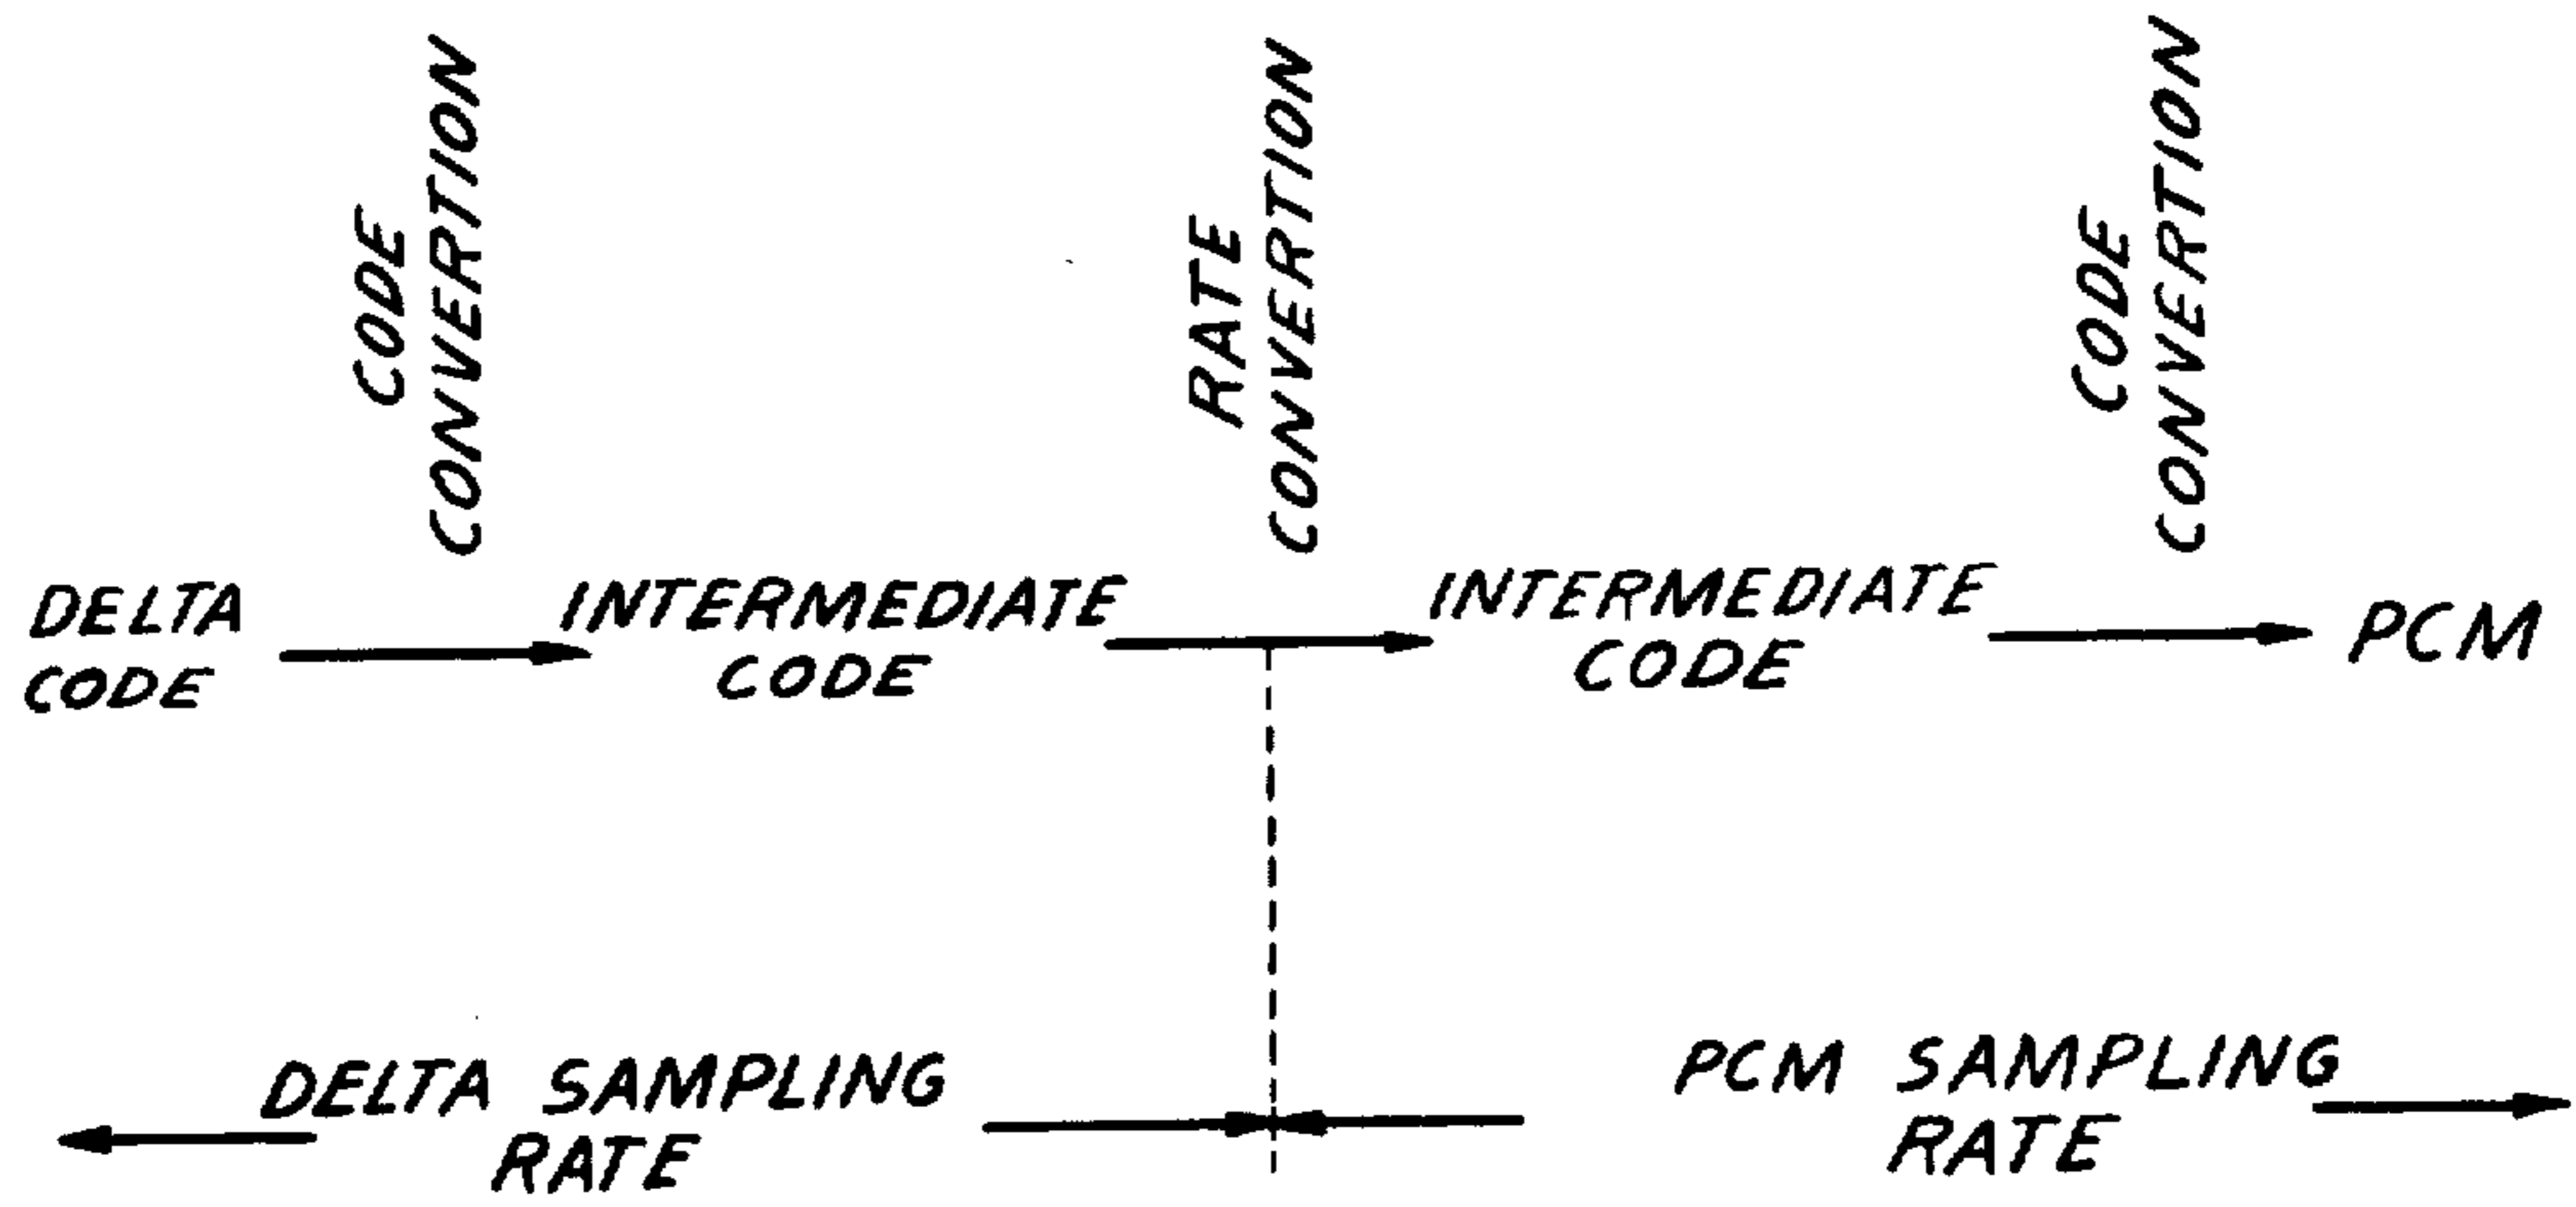 CODE
CONVERTION
RATE
CONVERTION
CODE
CONVERTION
DELTA
CODE
INTERMEDIATE
CODE
INTERMEDIATE
CODE
PCM
DELTA SAMPLING
RATE
PCM SAMPLING
RATE